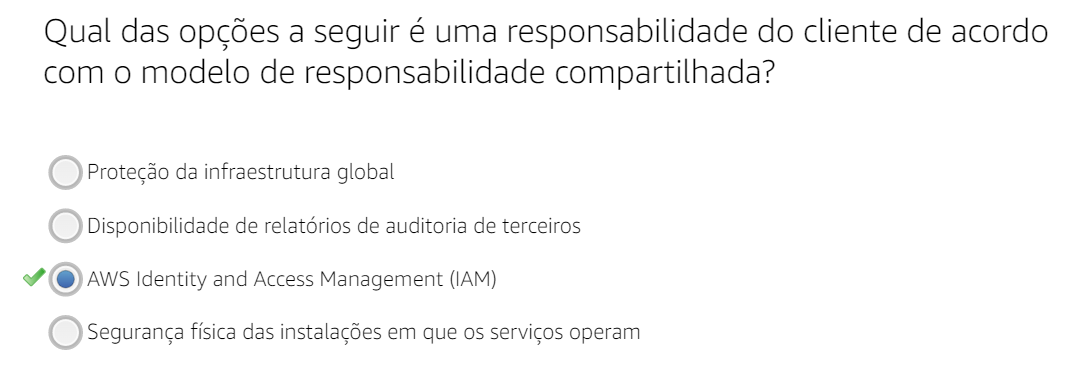 Qual das opções a seguir é uma responsabilidade do cliente de acordo
com o modelo de responsabilidade compartilhada?
Proteção da infraestrutura global
Disponibilidade de relatórios de auditoria de terceiros
AWS Identity and Access Management (IAM)
Segurança física das instalações em que os serviços operam